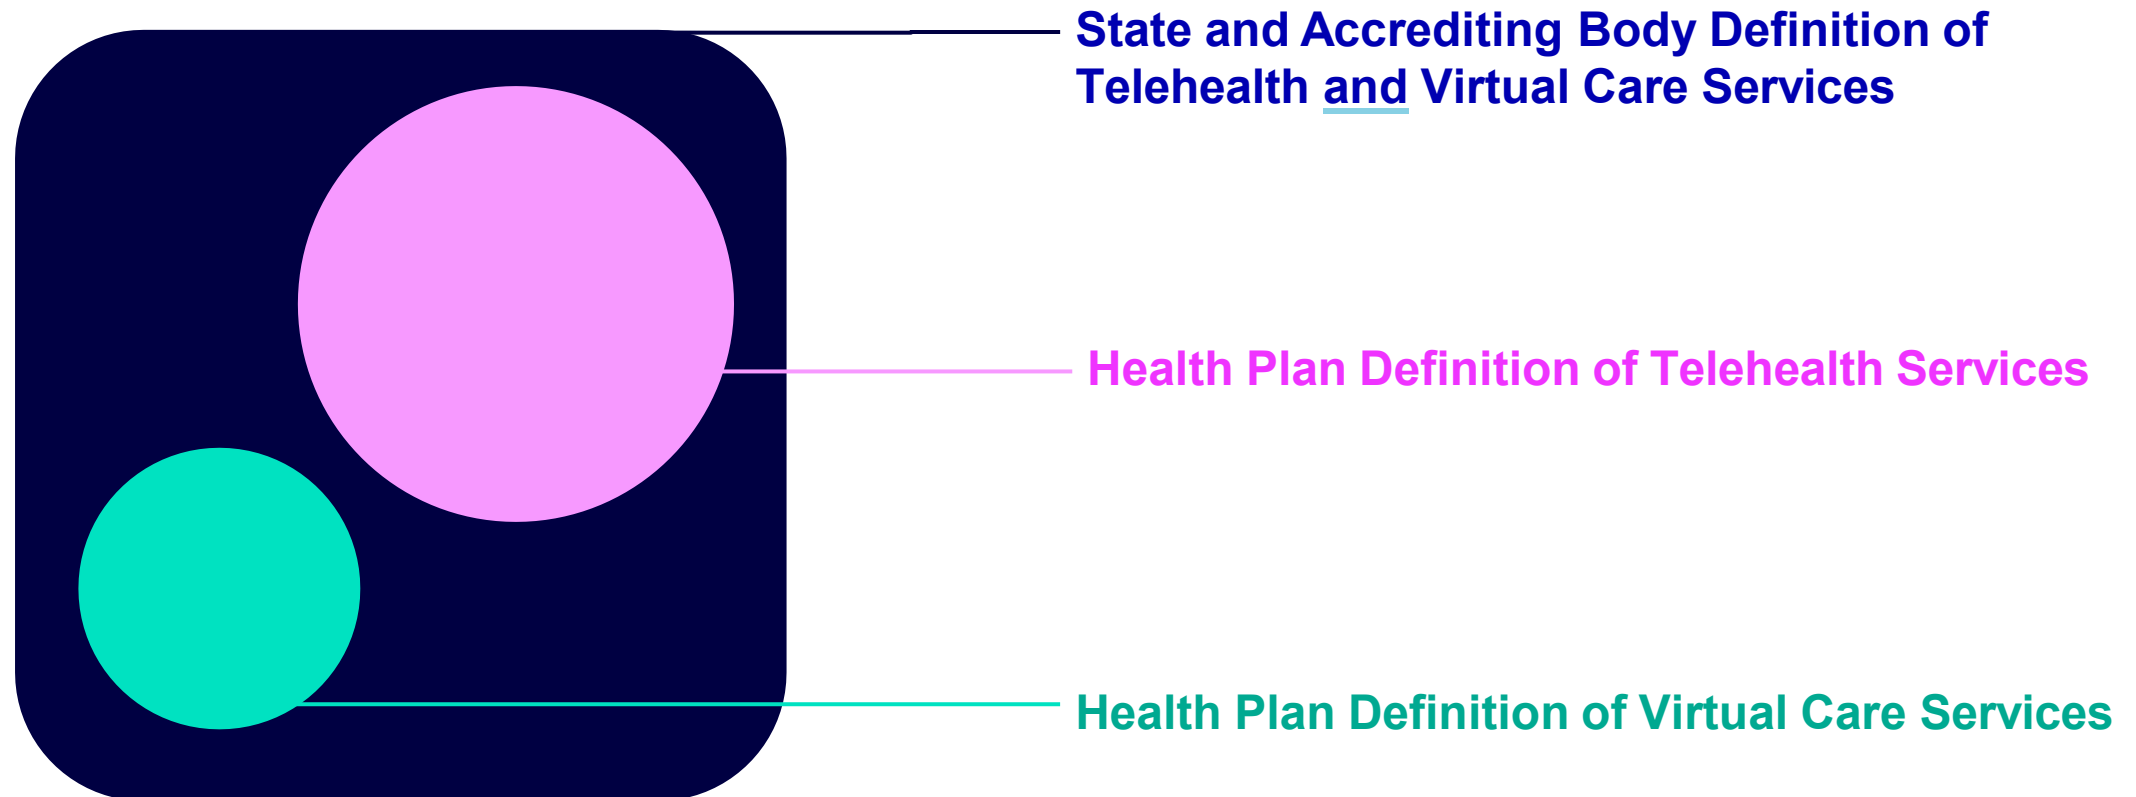 State and Accrediting Body Definition of
Telehealth and Virtual Care Services
Health Plan Definition of Telehealth Services
Health Plan Definition of Virtual Care Services